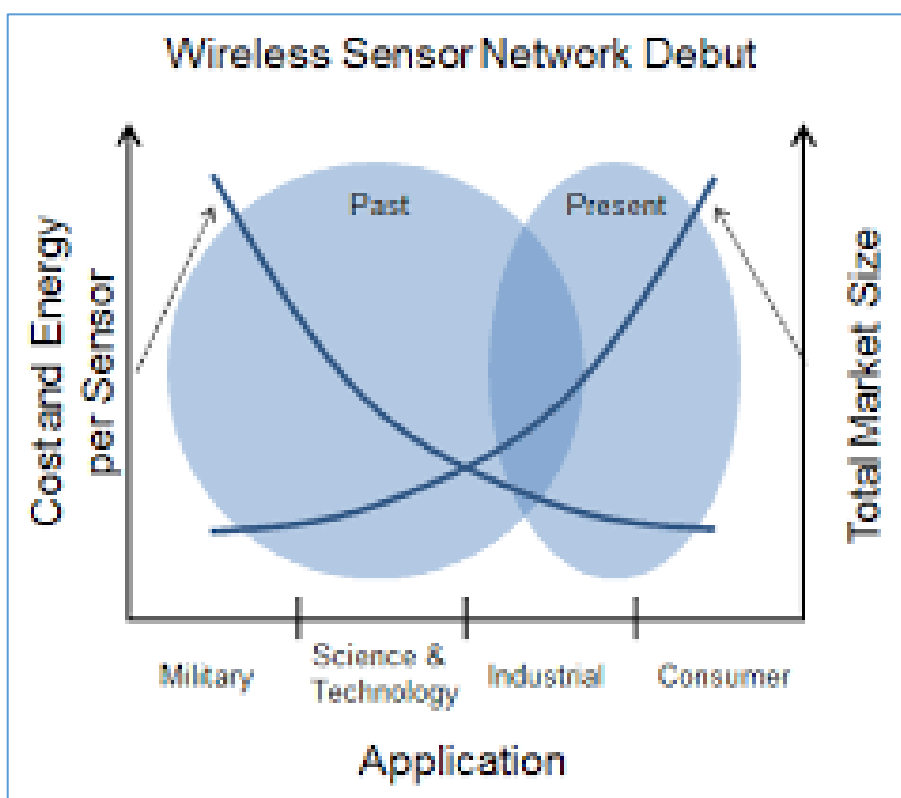 Wireless Sensor Network Debut
Past
Present
Cost and Energy
per Sensor
Total Market Size
Military
Science &
Technology
Industrial
Consumer
Application